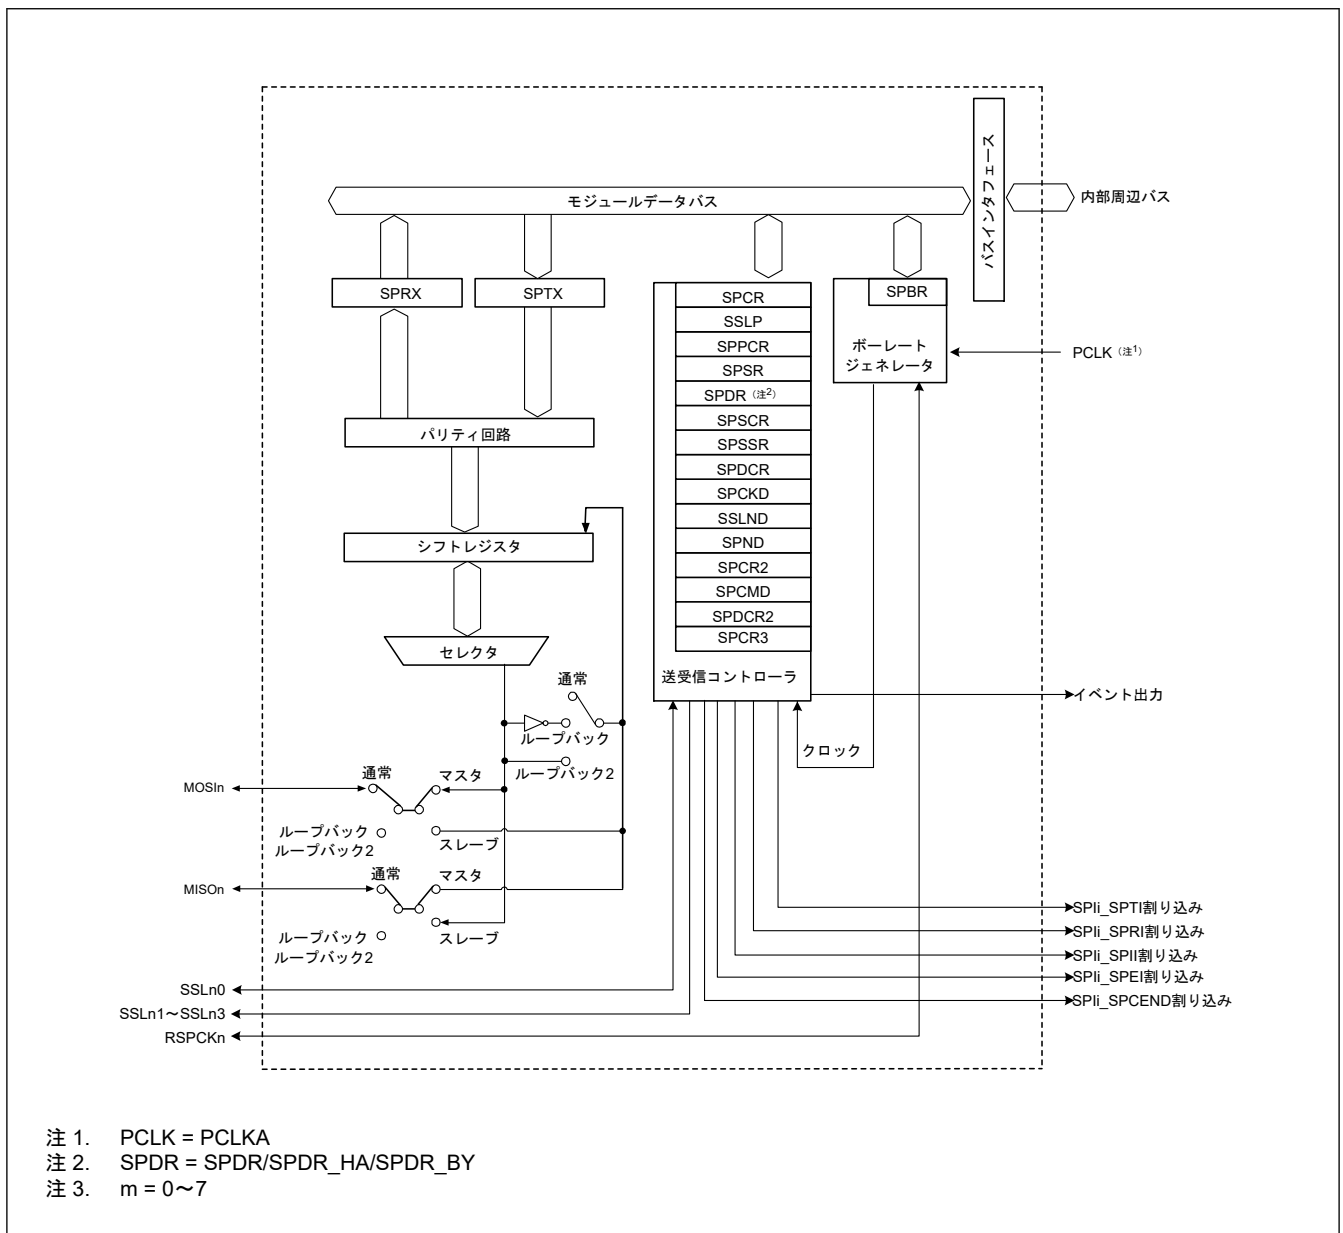 バスインタフェース
内部周辺バス
モジュールデータバス
SPRX
SPTX
SPCR
SSLP
SPPCR
SPSR
SPDR（注2）
SPSCR
SPSSR
SPDCR
SPCKD
SSLND
SPND
SPCR2
SPCMD
SPDCR2
SPCR3
送受信コントローラ
SPBR
ボーレート
ジェネレータ
PCLK（注1）
パリティ回路
シフトレジスタ
セレクタ
通常
ループバック
ループバック2
クロック
イベント出力
MOSIn
通常
マスタ
ループバック
ループバック2
スレーブ
MISOn
通常
マスタ
ループバック
ループバック2
スレーブ
SSLn0
SSLn1～SSLn3
RSPCKn
SPIi_SPTI割り込み
SPIi_SPRI割り込み
SPIi_SPII割り込み
SPIi_SPEI割り込み
SPIi_SPCEND割り込み
注 1. PCLK = PCLKA
注 2. SPDR = SPDR/SPDR_HA/SPDR_BY
注 3. m = 0～7